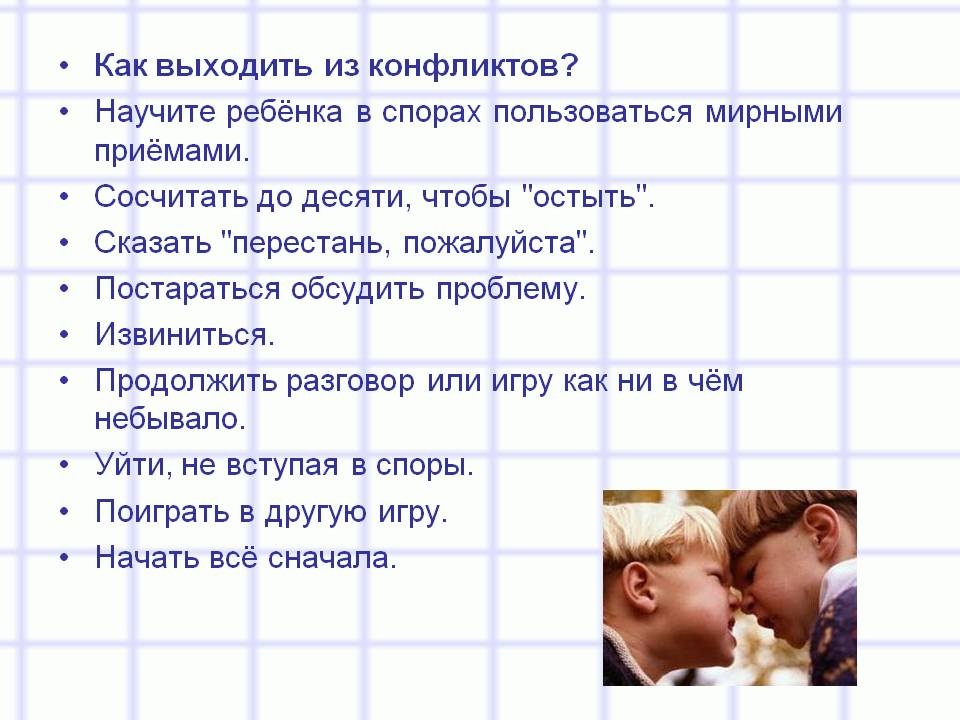 • Как выходить из конфликтов?
• Научите ребёнка в спорах пользоваться мирными
приёмами.
• Сосчитать до десяти, чтобы "остыть".
• Сказать "перестань, пожалуйста".
• Постараться обсудить проблему.
• Извиниться.
• Продолжить разговор или игру как ни в чём
небывало.
• Уйти, не вступая в споры.
• Поиграть в другую игру.
• Начать всё сначала.